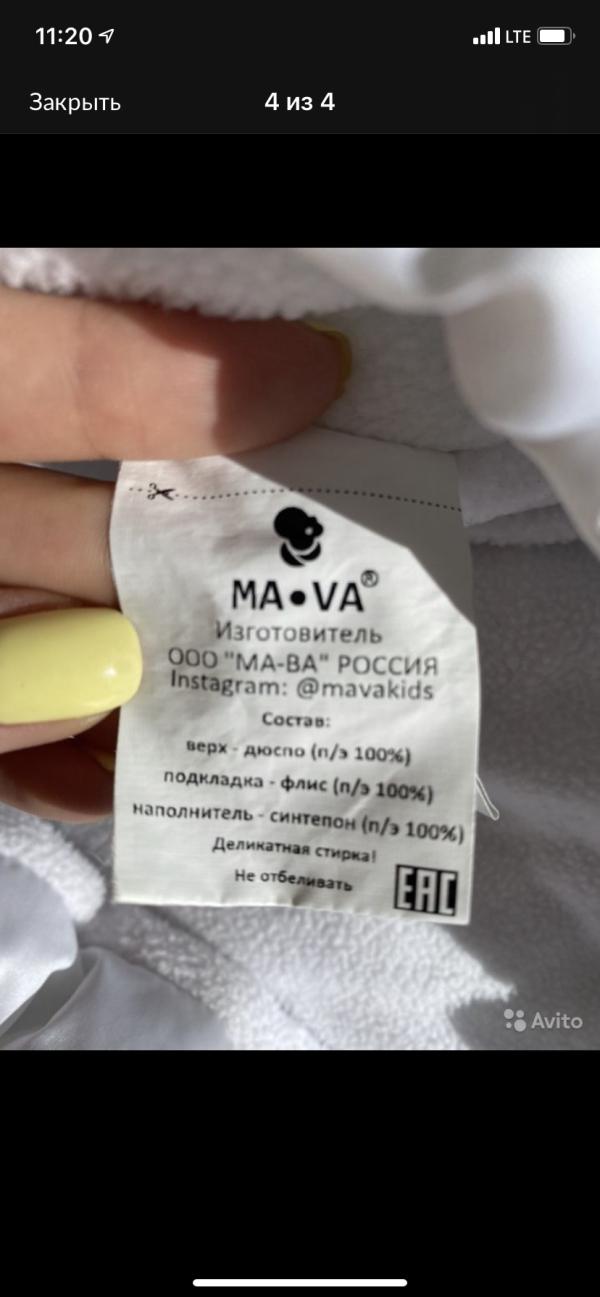 11:20
LTE
Закрыть
4 из 4
MA•VA®
Изготовитель
ООО "МА-ВА" РОССИЯ
Instagram: @mavakids
Состав:
верх - дюспо (п/э 100%)
подкладка - флис (п/э 100%)
наполнитель - синтепон (п/э 100%)
Деликатная стирка!
Не отбеливать
EAC
Avito